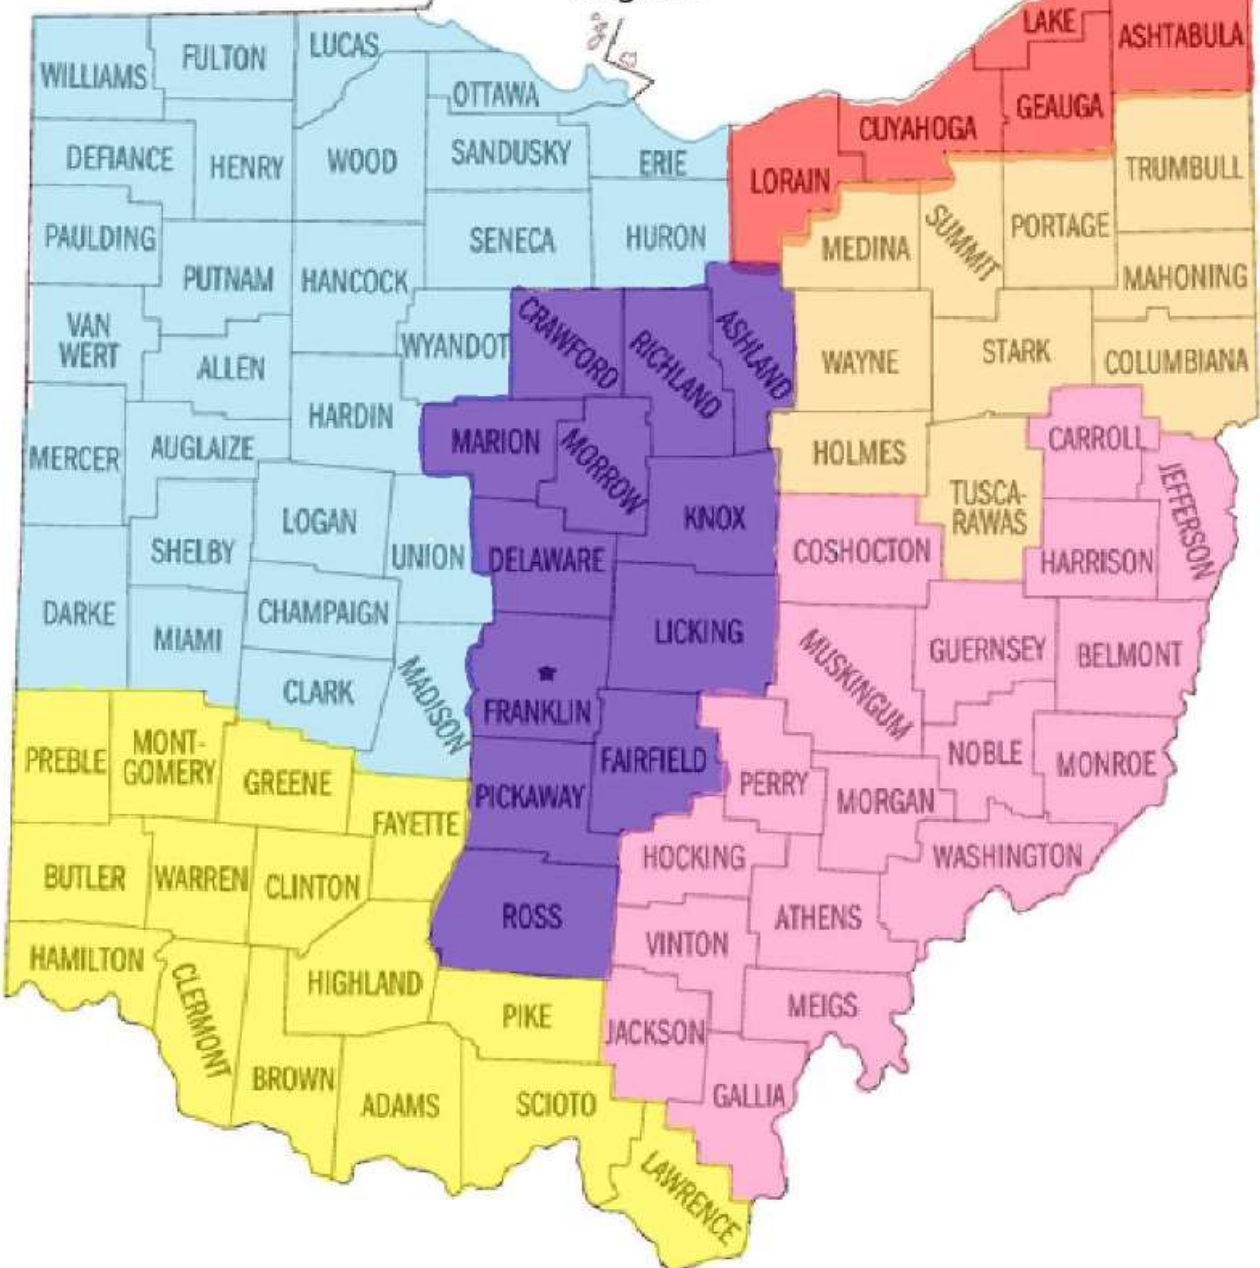 LAKE
ASHTABULA
LUCAS
FULTON
WILLIAMS
OTTAWA
GEAUGA
CUYAHOGA
DEFIANCE
HENRY
WOOD
SANDUSKY
ERIE
LORAIN
TRUMBULL
PAULDING
SENECA
HURON
MEDINA
SUMMIT
PORTAGE
PUTNAM
HANCOCK
MAHONING
VAN
WERT
ALLEN
WYANDOT
CRAWFORD
RICHLAND
ASHLAND
WAYNE
STARK
COLUMBIANA
HARDIN
MERCER
AUGLAIZE
MARION
MORROW
HOLMES
CARROLL
JEFFERSON
LOGAN
KNOX
TUSCA-
RAWAS
SHELBY
UNION
DELAWARE
COSHOCTON
HARRISON
DARKE
MIAMI
CHAMPAIGN
LICKING
MUSKINGUM
GUERNSEY
BELMONT
CLARK
MADISON
FRANKLIN
PREBLE
MONT-
GOMERY
GREENE
FAIRFIELD
PERRY
NOBLE
MONROE
PICKAWAY
MORGAN
FAYETTE
HOCKING
WASHINGTON
BUTLER
WARREN
CLINTON
ROSS
ATHENS
VINTON
HAMILTON
CLERMONT
HIGHLAND
PIKE
JACKSON
MEIGS
BROWN
ADAMS
SCIOTO
GALLIA
LAWRENCE